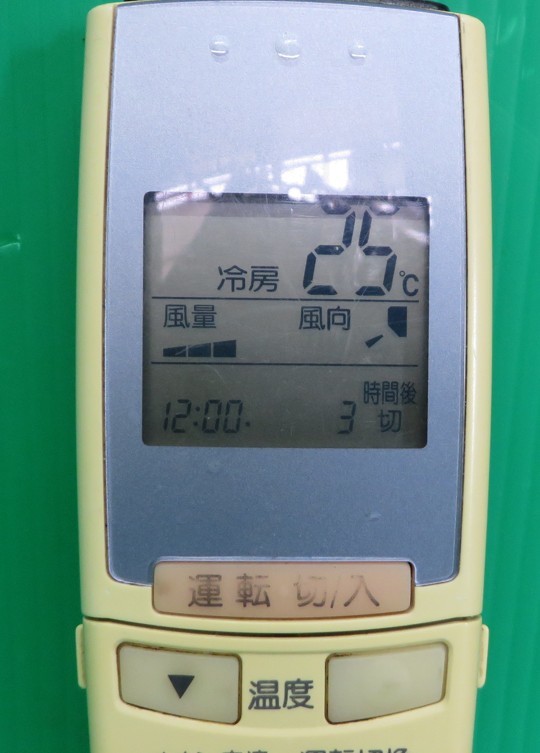 25℃
冷房
風量 風向
時間後
12:00 3 切
運転 切/入
▼ 温度